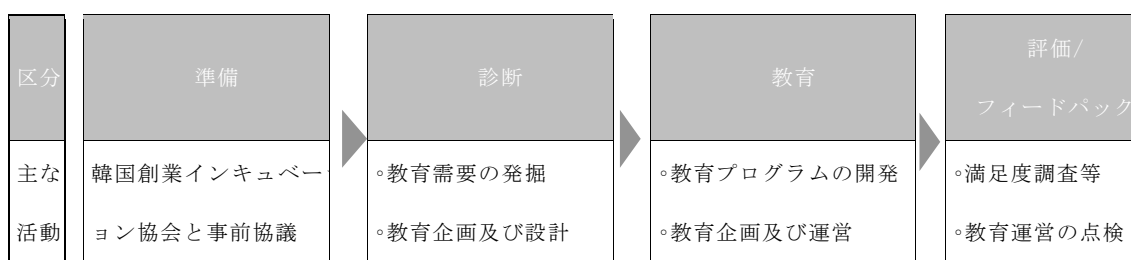 区分
準備
診断
教育
評価/
フィードパック
主な
活動
韓国創業インキュベー
ョン協会と事前協議
◦教育需要の発掘
◦教育企画及び設計
◦教育プログラムの開発
◦教育企画及び運営
◦満足度調査等
◦教育運営の点検